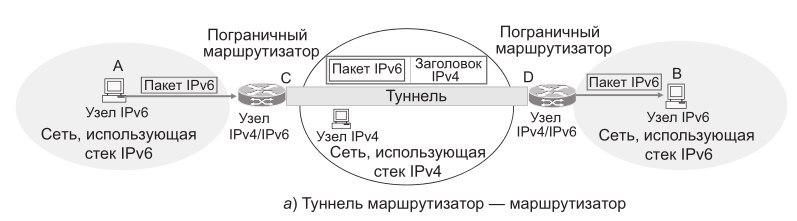 Пограничный
маршрутизатор
Пограничный
маршрутизатор
A
Пакет IPv6
C
Пакет IPv6
Заголовок
IPv4
D
Пакет IPv6
B
Туннель
Узел IPv6
Узел
IPv4/IPv6
Узел IPv4
Узел
IPv4/IPv6
Узел IPv6
Сеть, использующая
стек IPv6
Сеть, использующая
стек IPv4
Сеть, использующая
стек IPv6
а) Туннель маршрутизатор — маршрутизатор